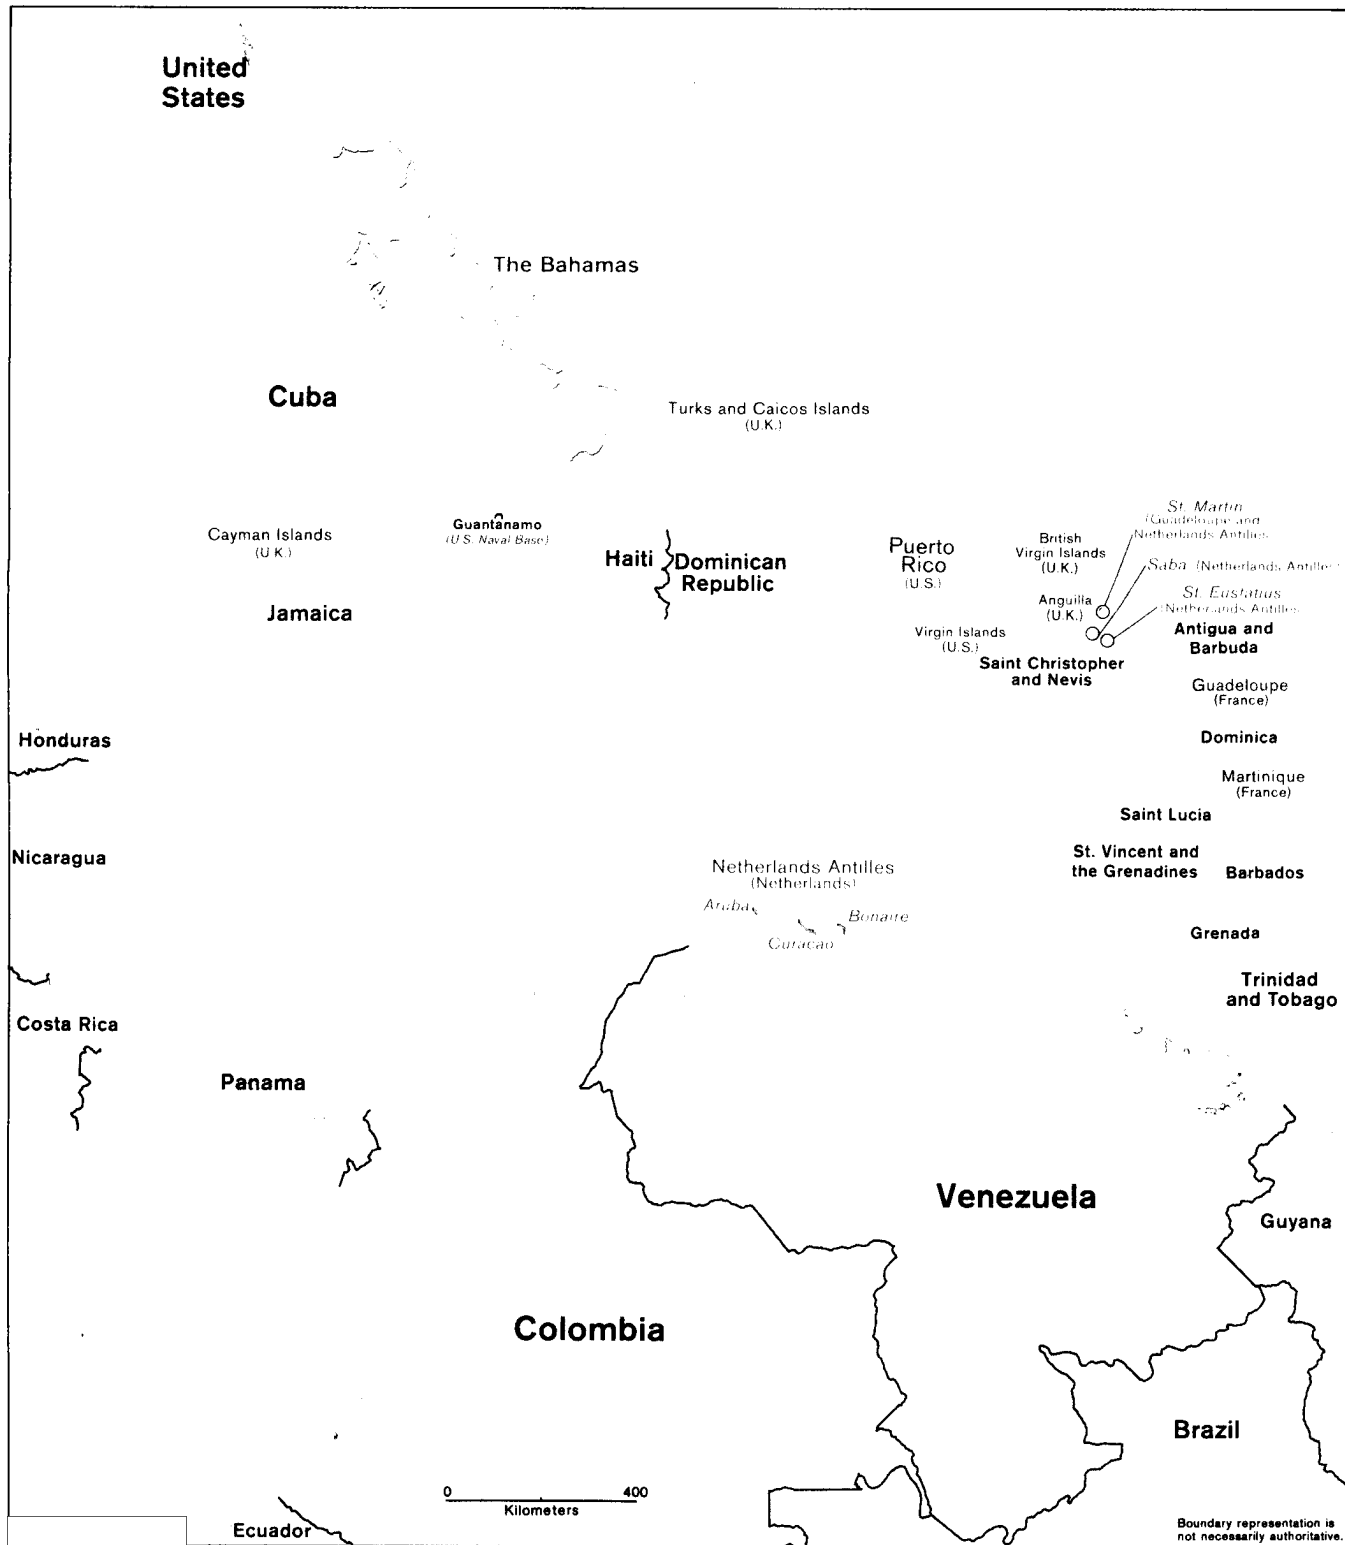 United
States
The Bahamas
Cuba
Turks and Caicos Islands
(U.K.)
Cayman Islands
(U.K.)
Guantanamo
(U.S. Naval Base)
Haiti
Dominican
Republic
Jamaica
Puerto
Rico
(U.S.)
British
Virgin Islands
(U.K.)
St. Martin
(Guadeloupe and
Netherlands Antilles)
Saba (Netherlands Antilles)
St. Eustatius
(Netherlands Antilles)
Anguilla
(U.K.)
Virgin Islands
(U.S.)
Antigua and
Barbuda
Saint Christopher
and Nevis
Guadeloupe
(France)
Dominica
Martinique
(France)
Saint Lucia
St. Vincent and
the Grenadines
Barbados
Grenada
Trinidad
and Tobago
Honduras
Nicaragua
Netherlands Antilles
(Netherlands)
Aruba
Curacao
Bonaire
Costa Rica
Panama
Venezuela
Guyana
Colombia
Brazil
Ecuador
0 400
Kilometers
Boundary representation is
not necessarily authoritative.